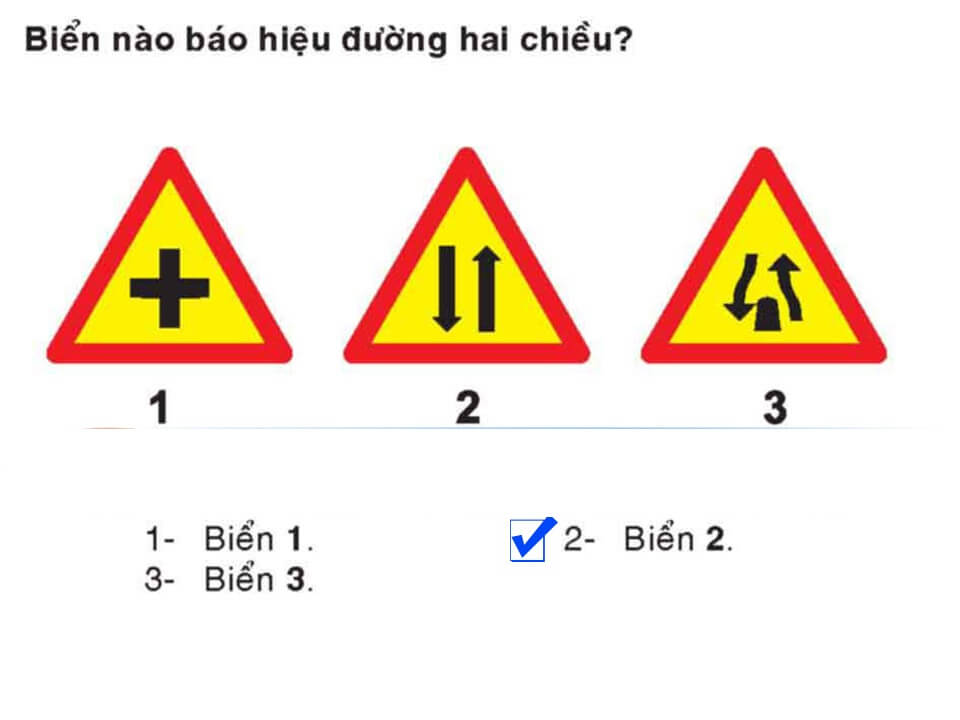 Biển nào báo hiệu đường hai chiều?
1 2 3
1- Biển 1. 2- Biển 2.
3- Biển 3.